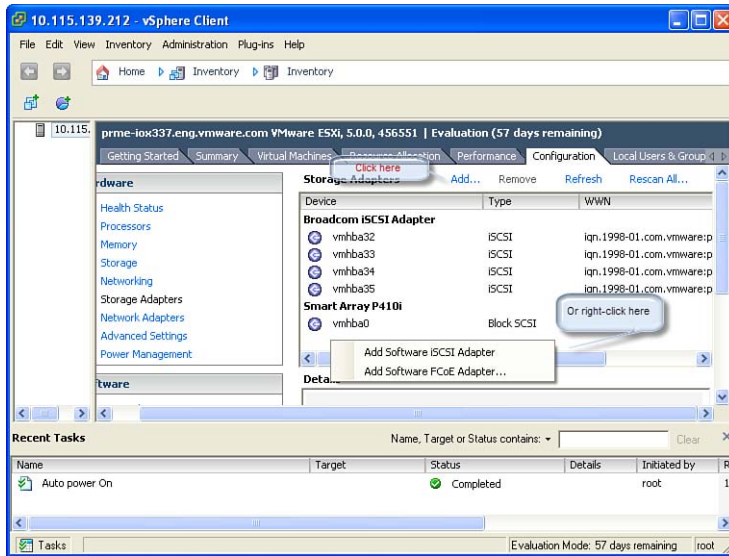 10.115.139.212 - vSphere Client
File Edit View Inventory Administration Plug-ins Help
Home Inventory Inventory
10.115.
prme-iox337.eng.vmware.com VMware ESXi, 5.0.0, 456551 | Evaluation (57 days remaining)
Getting Started Summary Virtual Machines Performance Configuration Local Users & Group
Click here
rdware
Health Status
Processors
Memory
Storage
Networking
Storage Adapters
Network Adapters
Advanced Settings
Power Management
tware
Storage Adapters Add... Remove Refresh Rescan All...
Device Type WWN
Broadcom iSCSI Adapter
vmhba32 iSCSI iqn.1998-01.com.vmware:p
vmhba33 iSCSI iqn.1998-01.com.vmware:p
vmhba34 iSCSI iqn.1998-01.com.vmware:p
vmhba35 iSCSI iqn.1998-01.com.vmware:p
Smart Array P410i
vmhba0 Block SCSI
Or right-click here
Add Software iSCSI Adapter
Add Software FCoE Adapter...
Details
Recent Tasks Name, Target or Status contains: Clear
Name Target Status Details Initiated by R
Auto power On Completed root 1
Tasks Evaluation Mode: 57 days remaining root